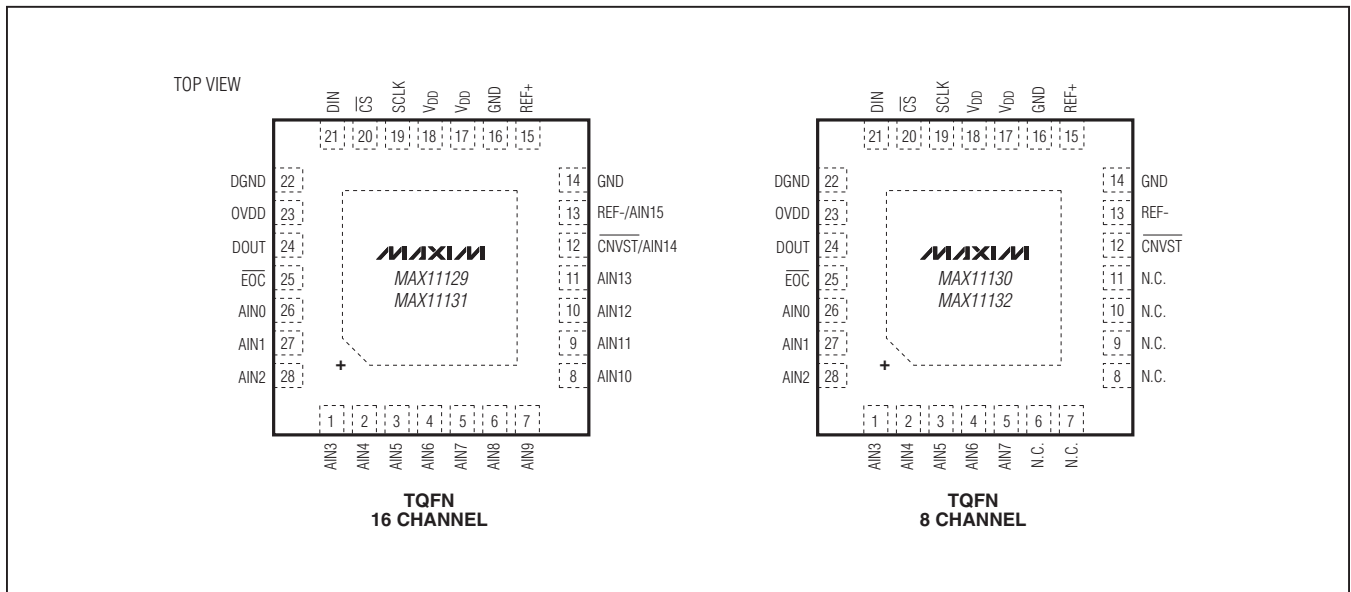 TOP VIEW
DIN
CS
SCLK
VDD
VDD
GND
REF+
21 20 19 18 17 16 15
DGND 22
OVDD 23
DOUT 24
EOC 25
AIN0 26
AIN1 27
AIN2 28
MAXIM
MAX11129
MAX11131
+
14 GND
13 REF-/AIN15
12 CNVST/AIN14
11 AIN13
10 AIN12
9 AIN11
8 AIN10
1 2 3 4 5 6 7
AIN3
AIN4
AIN5
AIN6
AIN7
AIN8
AIN9
TQFN
16 CHANNEL
DIN
CS
SCLK
VDD
VDD
GND
REF+
21 20 19 18 17 16 15
DGND 22
OVDD 23
DOUT 24
EOC 25
AIN0 26
AIN1 27
AIN2 28
MAXIM
MAX11130
MAX11132
+
14 GND
13 REF-
12 CNVST
11 N.C.
10 N.C.
9 N.C.
8 N.C.
1 2 3 4 5 6 7
AIN3
AIN4
AIN5
AIN6
AIN7
N.C.
N.C.
TQFN
8 CHANNEL